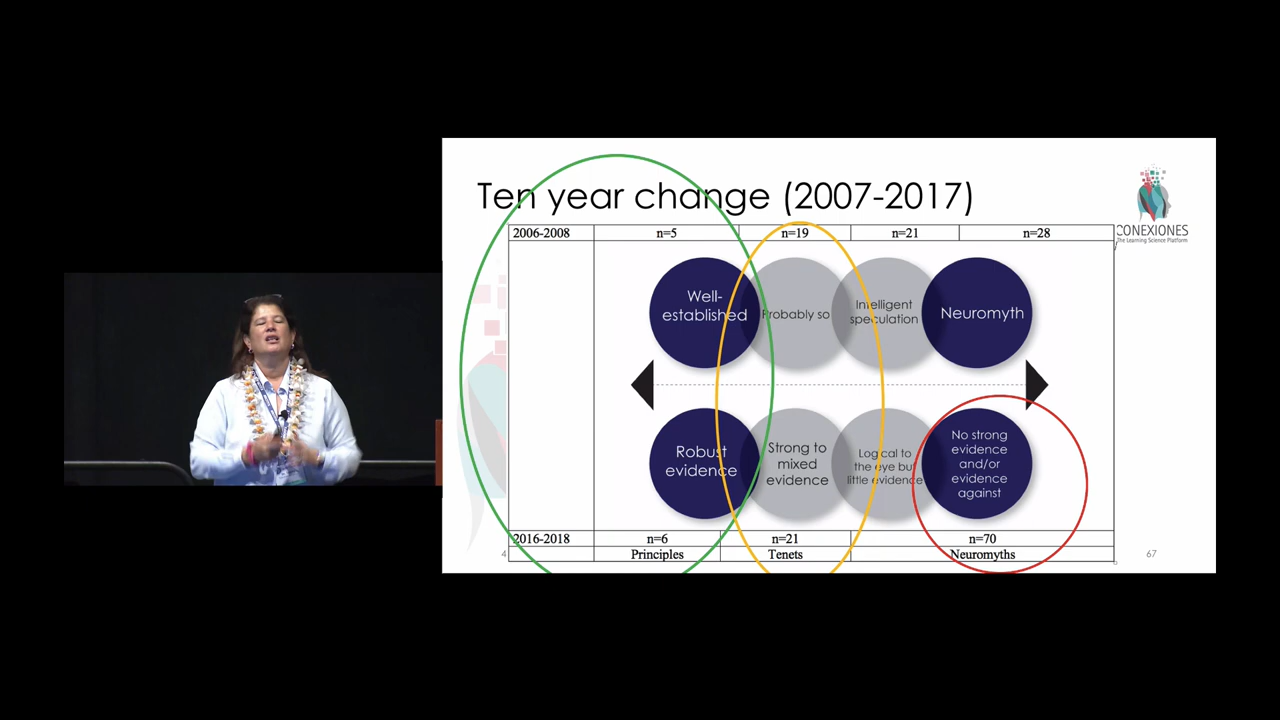 Ten year change (2007-2017)
CONEXIONES
The Learning Science Platform
2006-2008 n=5 n=19 n=21 n=28
Well-
established
Probably so
Intelligent
speculation
Neuromyth
Robust
evidence
Strong to
mixed
evidence
Logical to
the eye but
little evidence
No strong
evidence
and/or
evidence
against
2016-2018 n=6 n=21 n=70
Principles Tenets Neuromyths
4
67